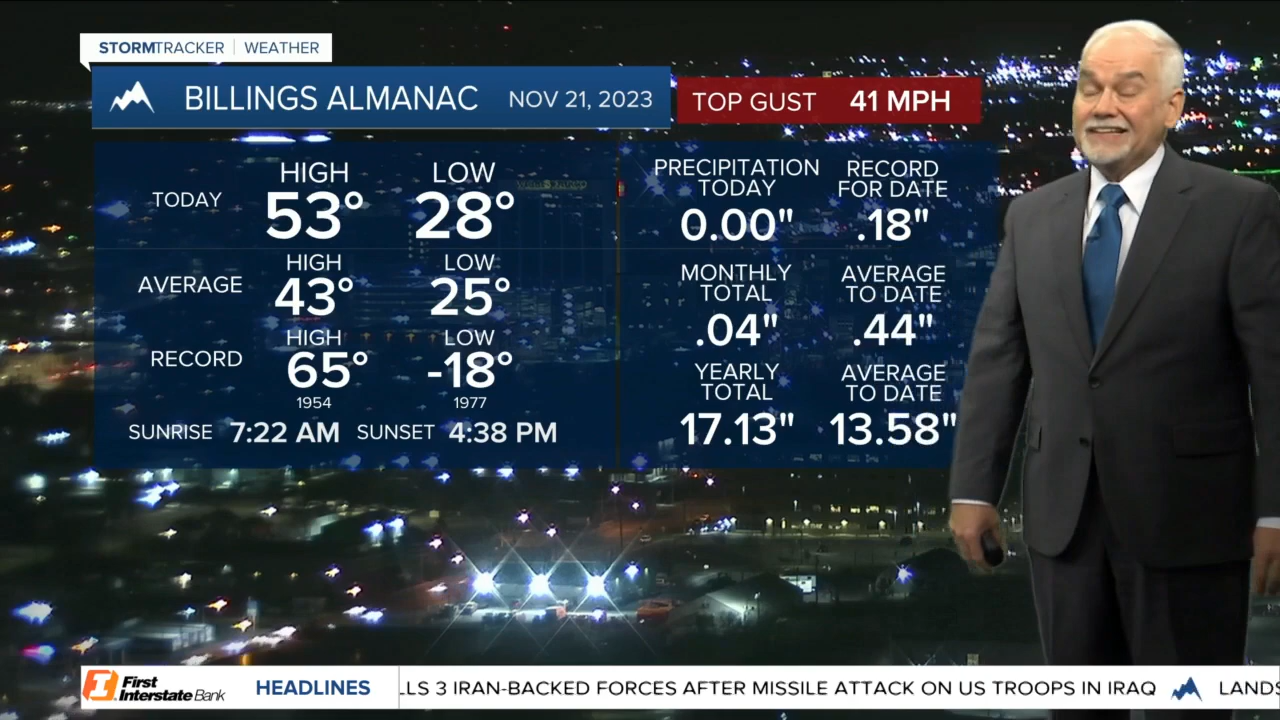 STORMTRACKER | WEATHER
BILLINGS ALMANAC NOV 21, 2023
TOP GUST 41 MPH
HIGH LOW
TODAY 53° 28°
HIGH LOW
AVERAGE 43° 25°
HIGH LOW
RECORD 65° -18°
1954 1977
SUNRISE 7:22 AM SUNSET 4:38 PM
PRECIPITATION TODAY
0.00"
RECORD FOR DATE
.18"
MONTHLY TOTAL
.04"
AVERAGE TO DATE
.44"
YEARLY TOTAL
17.13"
AVERAGE TO DATE
13.58"
First Interstate Bank
HEADLINES
LLS 3 IRAN-BACKED FORCES AFTER MISSILE ATTACK ON US TROOPS IN IRAQ LANDS